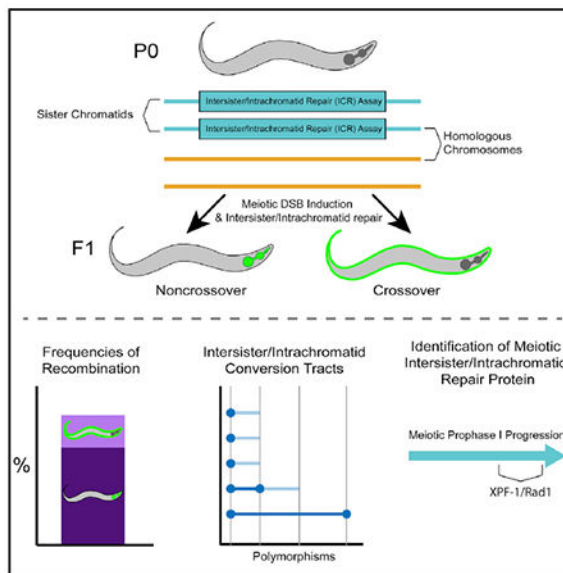 P0
Intersister/Intrachromatid Repair (ICR) Assay
Sister Chromatids
Intersister/Intrachromatid Repair (ICR) Assay
Homologous
Chromosomes
Meiotic DSB Induction
& Intersister/Intrachromatid repair
F1
Noncrossover
Crossover
Frequencies of
Recombination
%
Intersister/Intrachromatid
Conversion Tracts
Polymorphisms
Identification of Meiotic
Intersister/Intrachromatid
Repair Protein
Meiotic Prophase I Progression
XPF-1/Rad1